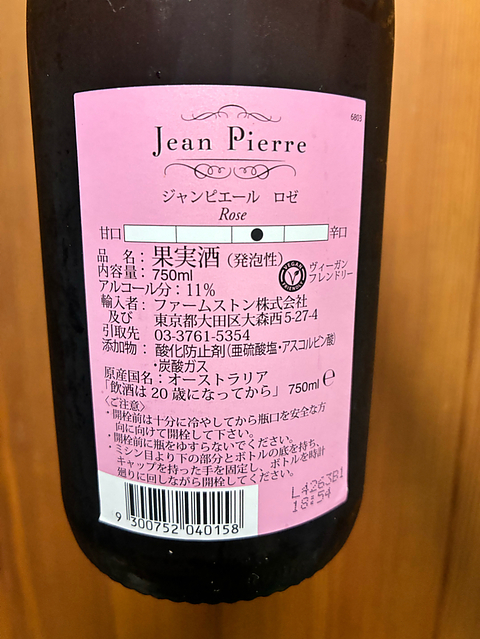 6803
Jean Pierre
ジャンピエール ロゼ
Rose
甘口 辛口
品 名： 果実酒（発泡性）
内容量： 750ml
アルコール分：11%
VEGAN FRIENDLY
ヴィーガン
フレンドリー
輸入者： ファームストン株式会社
及び 東京都大田区大森西5-27-4
引取先 03-3761-5354
添加物： 酸化防止剤（亜硫酸塩・アスコルビン酸）
・炭酸ガス
原産国名：オーストラリア
「飲酒は20歳になってから」 750ml ℮
〈ご注意〉
・開栓前は十分に冷やしてから瓶口を安全な方
向に向けて開栓して下さい。
・開栓前に瓶をゆすらないでください。
・ミシン目より下の部分とボトルの底を持ち、
キャップを持った手を固定し、ボトルを時計
廻りに回しながら開栓してください。
L4263B1
18:54
9 300752 040158